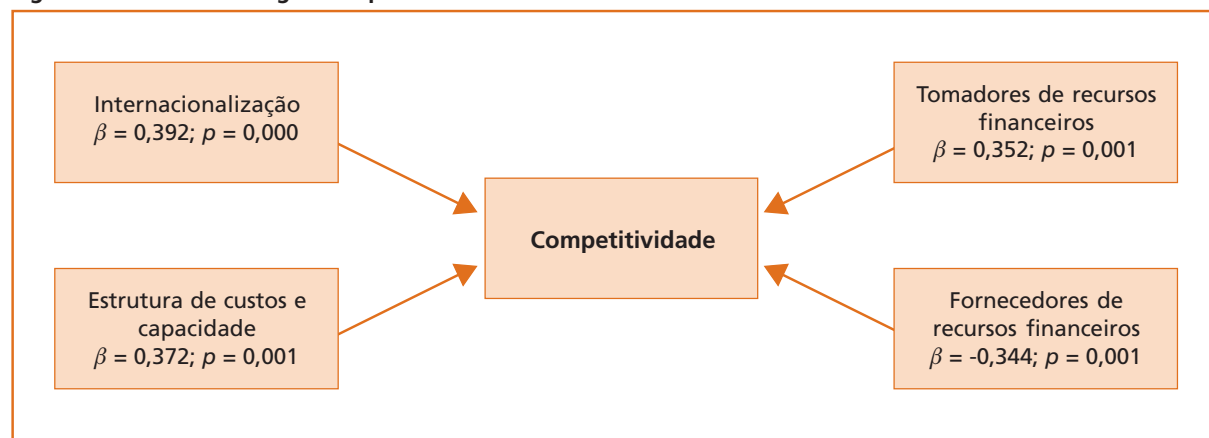 Internacionalização
β = 0,392; p = 0,000
Tomadores de recursos
financeiros
β = 0,352; p = 0,001
Competitividade
Estrutura de custos e
capacidade
β = 0,372; p = 0,001
Fornecedores de
recursos financeiros
β = -0,344; p = 0,001